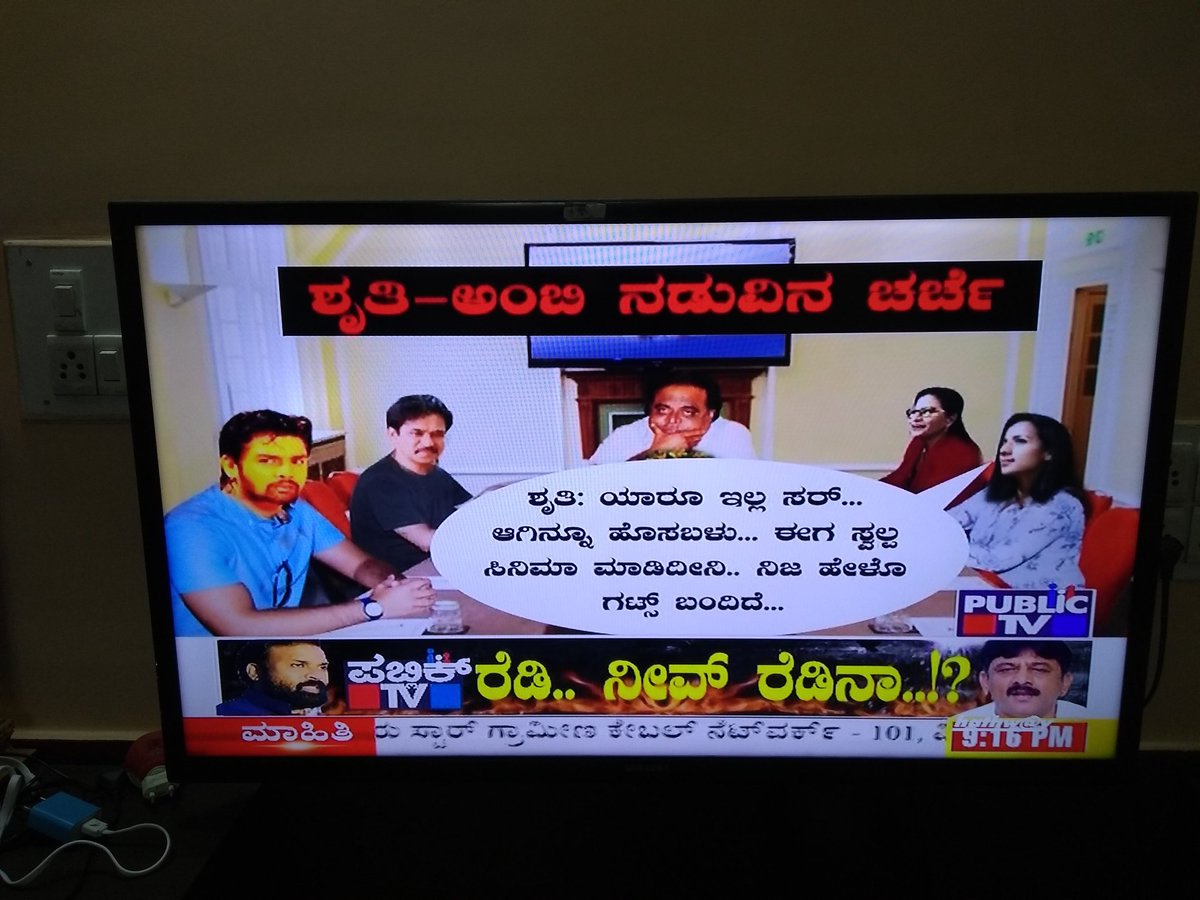 ಶೃತಿ-ಅಂಬಿ ನಡುವಿನ ಚರ್ಚೆ
ಶೃತಿ: ಯಾರೂ ಇಲ್ಲ ಸರ್...
ಆಗಿನ್ನೂ ಹೊಸಬಳು... ಈಗ ಸ್ವಲ್ಪ
ಸಿನಿಮಾ ಮಾಡಿದೀನಿ.. ನಿಜ ಹೇಳೊ
ಗಟ್ಸ್ ಬಂದಿದೆ...
PUBLIC
TV
ಪಬ್ಲಿಕ್
TV
ರೆಡಿ.. ನೀವ್ ರೆಡಿನಾ..!?
ಮಾಹಿತಿ
ರು ಸ್ಟಾರ್ ಗ್ರಾಮೀಣ ಕೇಬಲ್ ನೆಟ್‌ವರ್ಕ್ - 101,
9:16 PM